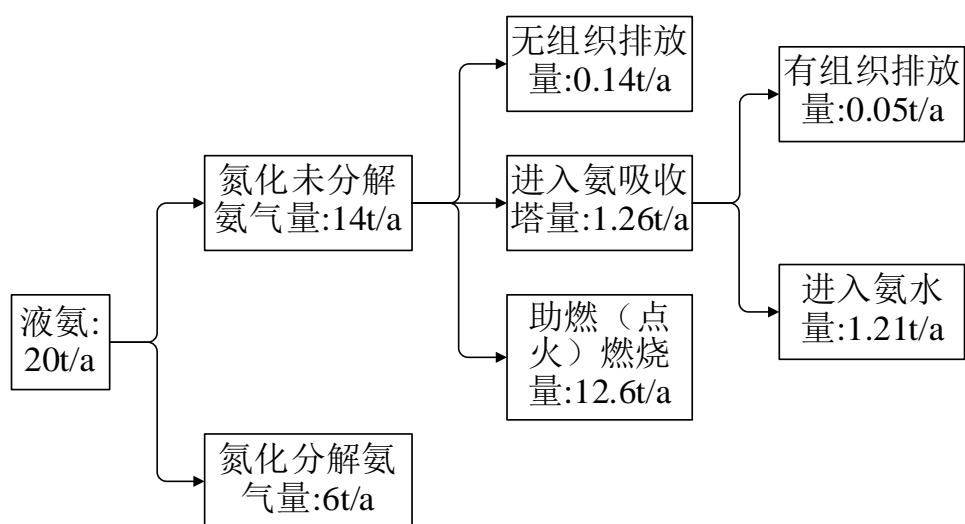 液氨:
20t/a
氮化未分解
氨气量:14t/a
氮化分解氨
气量:6t/a
无组织排放
量:0.14t/a
进入氨吸收
塔量:1.26t/a
助燃（点
火）燃烧
量:12.6t/a
有组织排放
量:0.05t/a
进入氨水
量:1.21t/a